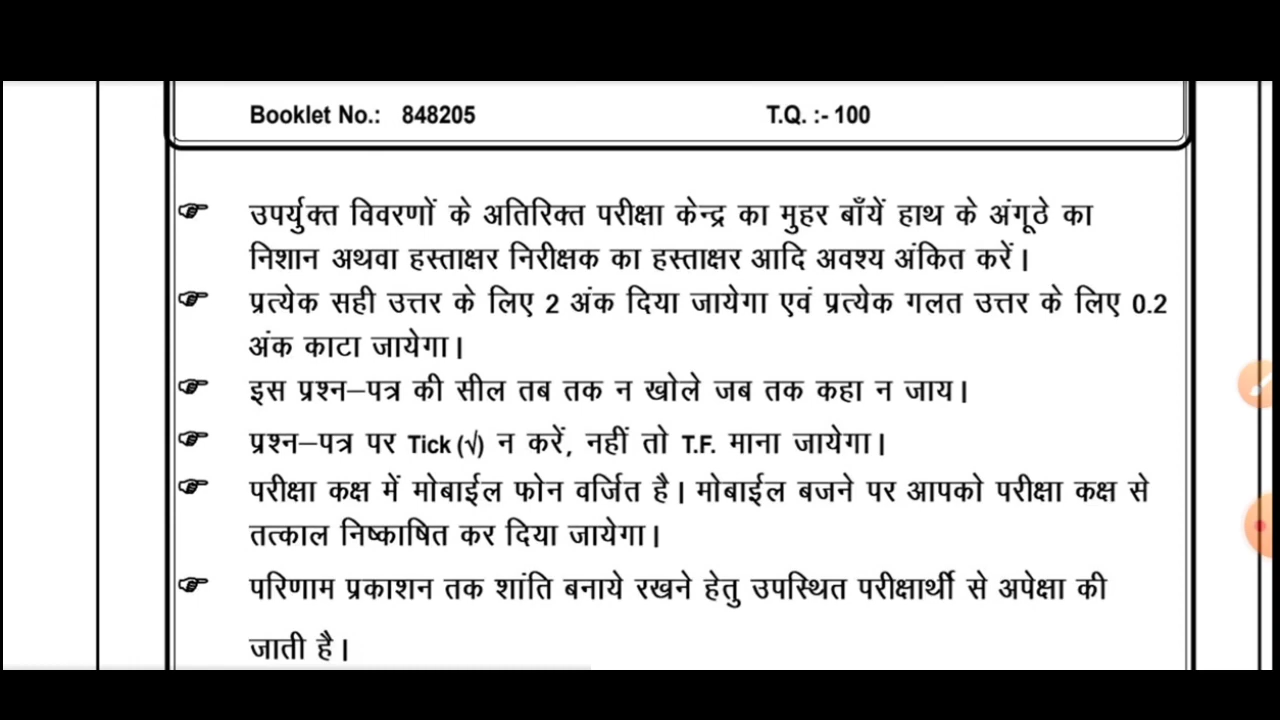 Booklet No.: 848205 T.Q. :- 100
उपर्युक्त विवरणों के अतिरिक्त परीक्षा केन्द्र का मुहर बाँयें हाथ के अंगूठे का
निशान अथवा हस्ताक्षर निरीक्षक का हस्ताक्षर आदि अवश्य अंकित करें।
प्रत्येक सही उत्तर के लिए 2 अंक दिया जायेगा एवं प्रत्येक गलत उत्तर के लिए 0.2
अंक काटा जायेगा।
इस प्रश्न–पत्र की सील तब तक न खोले जब तक कहा न जाय।
प्रश्न–पत्र पर Tick (√) न करें, नहीं तो T.F. माना जायेगा।
परीक्षा कक्ष में मोबाईल फोन वर्जित है। मोबाईल बजने पर आपको परीक्षा कक्ष से
तत्काल निष्काषित कर दिया जायेगा।
परिणाम प्रकाशन तक शांति बनाये रखने हेतु उपस्थित परीक्षार्थी से अपेक्षा की
जाती है।